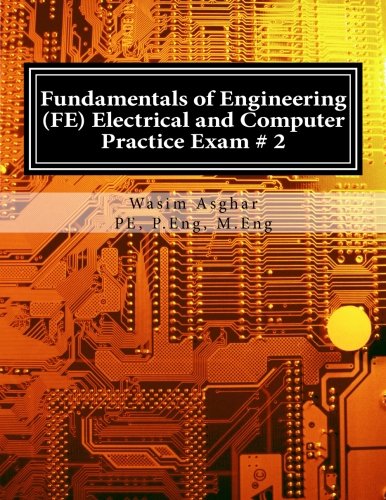 Fundamentals of Engineering
(FE) Electrical and Computer
Practice Exam # 2
Wasim Asghar
PE, P.Eng, M.Eng